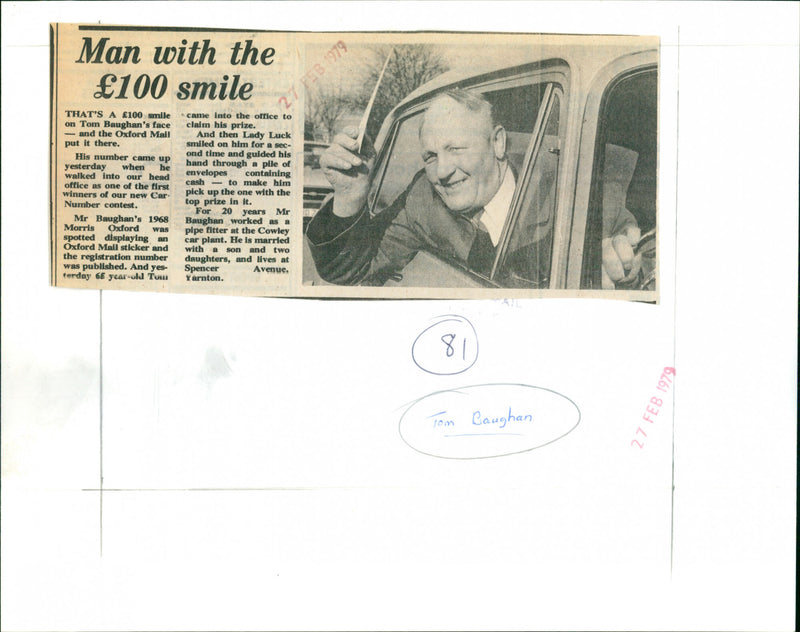 Man with the
£100 smile
27 FEB 1979
THAT'S A £100 smile
on Tom Baughan's face
— and the Oxford Mail
put it there.
His number came up
yesterday when he
walked into our head
office as one of the first
winners of our new Car-
Number contest.
Mr Baughan's 1968
Morris Oxford was
spotted displaying an
Oxford Mail sticker and
the registration number
was published. And yes-
terday 68 year-old Tom
came into the office to
claim his prize.
And then Lady Luck
smiled on him for a sec-
ond time and guided his
hand through a pile of
envelopes containing
cash — to make him
pick up the one with the
top prize in it.
For 20 years Mr
Baughan worked as a
pipe fitter at the Cowley
car plant. He is married
with a son and two
daughters, and lives at
Spencer Avenue,
Yarnton.
81
Tom Baughan
27 FEB 1979